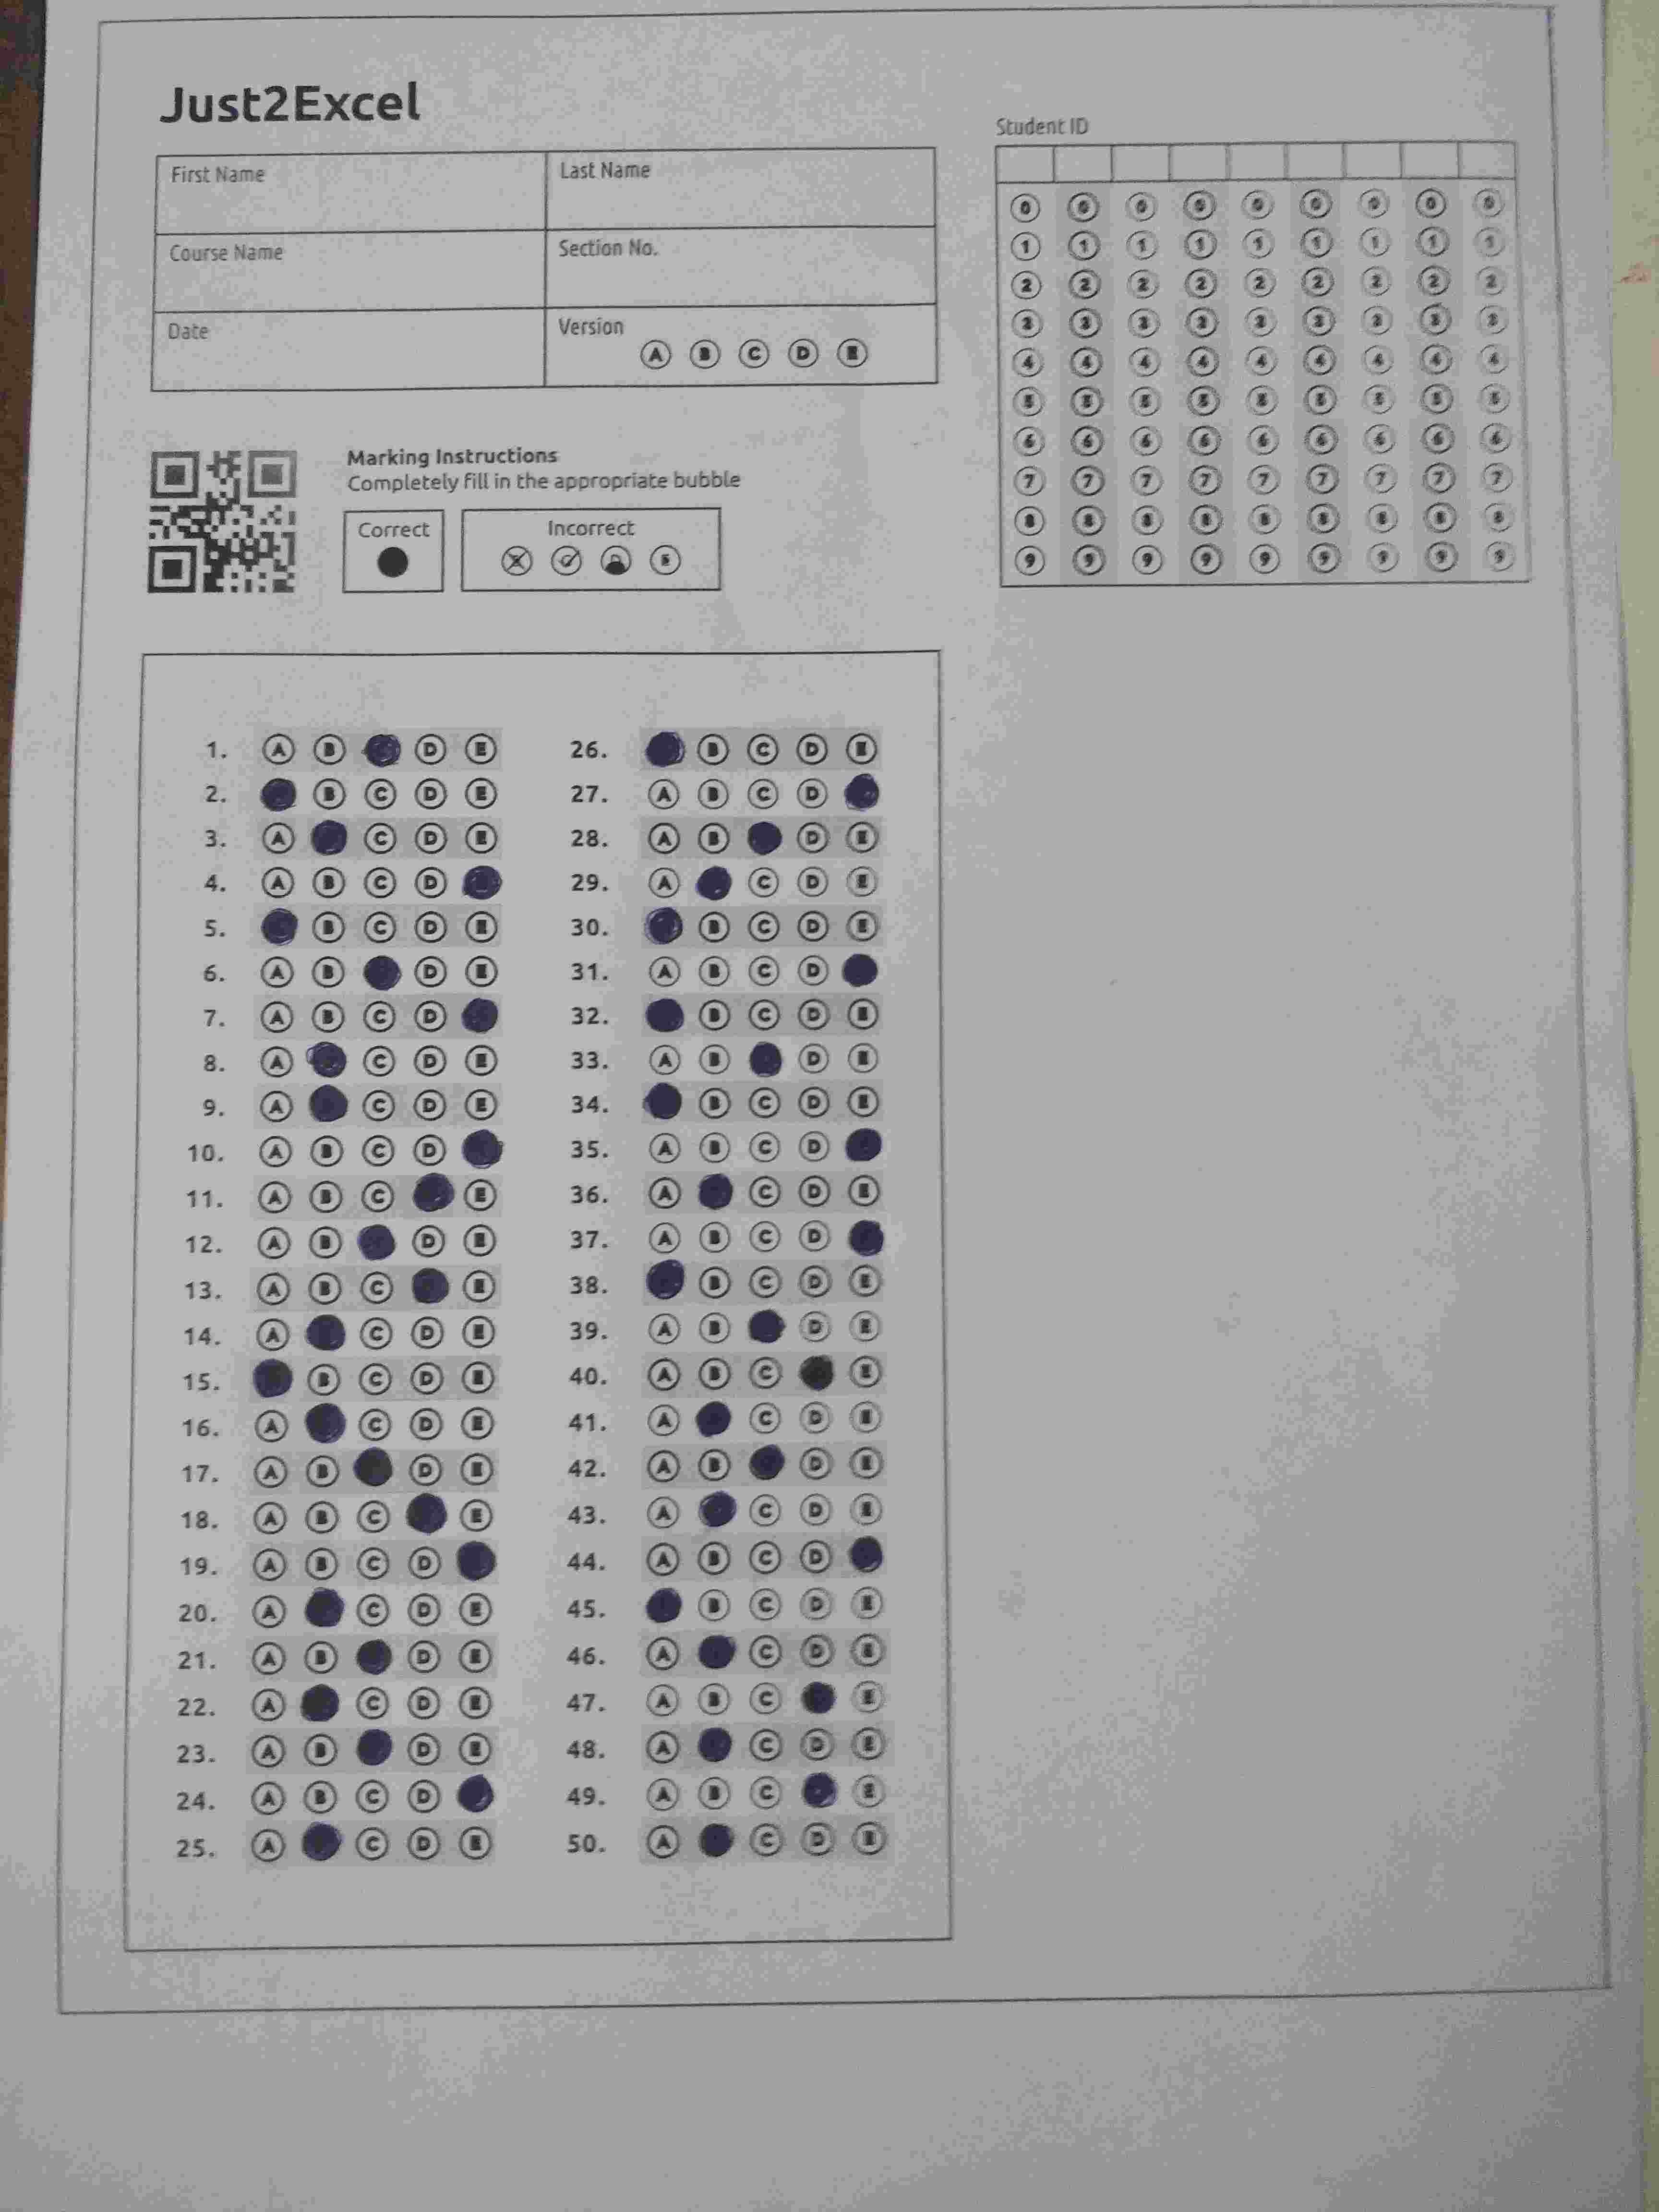 Just2Excel
First Name
Last Name
Course Name
Section No.
Date
Version
A B C D E
Student ID
0 0 0 0 0 0 0 0 0
1 1 1 1 1 1 1 1 1
2 2 2 2 2 2 2 2 2
3 3 3 3 3 3 3 3 3
4 4 4 4 4 4 4 4 4
5 5 5 5 5 5 5 5 5
6 6 6 6 6 6 6 6 6
7 7 7 7 7 7 7 7 7
8 8 8 8 8 8 8 8 8
9 9 9 9 9 9 9 9 9
Marking Instructions
Completely fill in the appropriate bubble
Correct
Incorrect
1. A B D E
2. B C D E
3. A C D E
4. A B C D
5. B C D E
6. A B D E
7. A B C D
8. A C D E
9. A C D E
10. A B C D
11. A B C E
12. A B D E
13. A B C E
14. A C D E
15. B C D E
16. A C D E
17. A B D E
18. A B C E
19. A B C D
20. A C D E
21. A B D E
22. A C D E
23. A B D E
24. A B C D
25. A C D E
26. B C D E
27. A B C D
28. A B D E
29. A C D E
30. B C D E
31. A B C D
32. B C D E
33. A B D E
34. B C D E
35. A B C D
36. A C D E
37. A B C D
38. B C D E
39. A B D E
40. A B C E
41. A C D E
42. A B D E
43. A C D E
44. A B C D
45. B C D E
46. A C D E
47. A B C E
48. A C D E
49. A B C E
50. A C D E